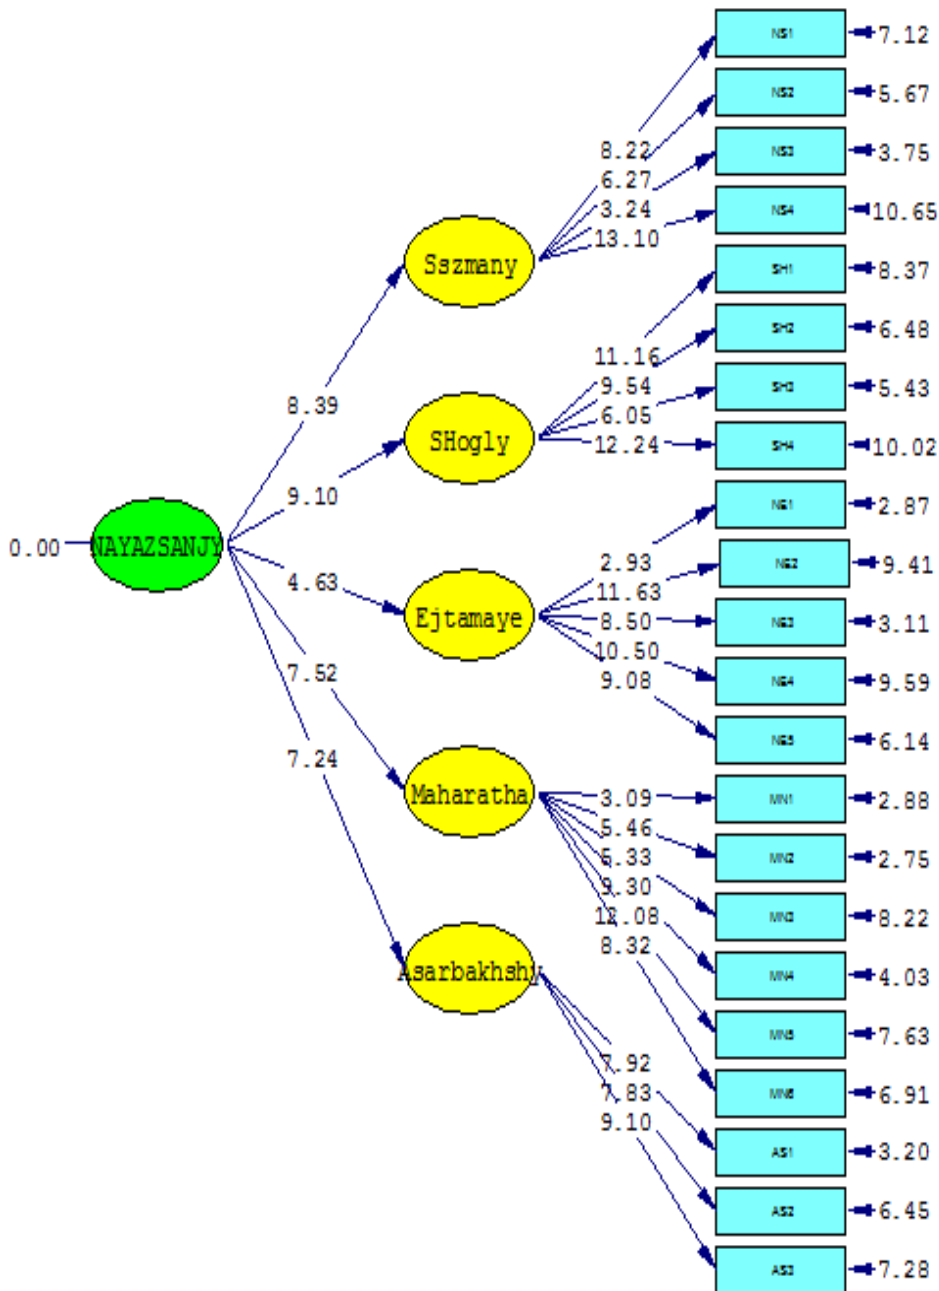 NS1 7.12
NS2 5.67
8.22
NS3 3.75
6.27
3.24
NS4 10.65
13.10
Sszmany
SH1 8.37
SH2 6.48
11.16
9.54
SH3 5.43
8.39
6.05
SHogly
12.24
SH4 10.02
9.10
NE1 2.87
0.00 NAYAZSANJY
2.93
NE2 9.41
4.63
11.63
Ejtamaye
8.50
NE3 3.11
10.50
7.52
9.08
NE4 9.59
NE5 6.14
7.24
Maharatha
3.09
MN1 2.88
5.46
MN2 2.75
9.30
12.08
MN3 8.22
8.32
Asarbakhshy
MN4 4.03
MN5 7.63
7.92
7.83
MN6 6.91
9.10
AS1 3.20
AS2 6.45
AS3 7.28